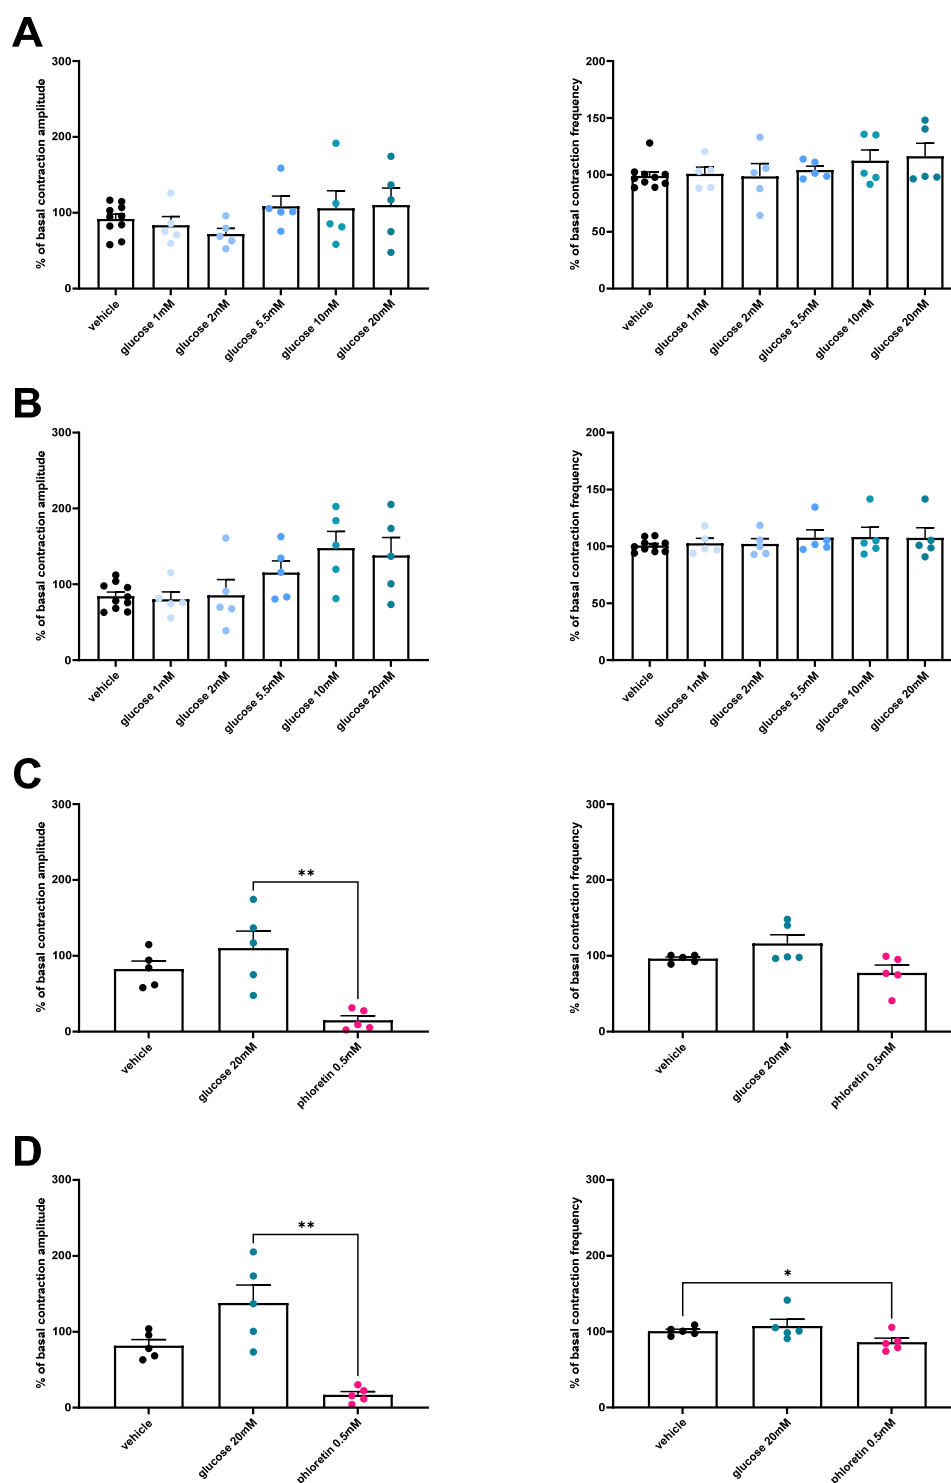 A
% of basal contraction amplitude
300
200
100
0
vehicle
glucose 1mM
glucose 2mM
glucose 5.5mM
glucose 10mM
glucose 20mM
% of basal contraction frequency
200
150
100
50
0
vehicle
glucose 1mM
glucose 2mM
glucose 5.5mM
glucose 10mM
glucose 20mM
B
% of basal contraction amplitude
300
200
100
0
vehicle
glucose 1mM
glucose 2mM
glucose 5.5mM
glucose 10mM
glucose 20mM
% of basal contraction frequency
200
150
100
50
0
vehicle
glucose 1mM
glucose 2mM
glucose 5.5mM
glucose 10mM
glucose 20mM
C
% of basal contraction amplitude
300
200
100
0
**
vehicle
glucose 20mM
phloretin 0.5mM
% of basal contraction frequency
300
200
100
0
vehicle
glucose 20mM
phloretin 0.5mM
D
% of basal contraction amplitude
300
200
100
0
**
vehicle
glucose 20mM
phloretin 0.5mM
% of basal contraction frequency
300
200
100
0
*
vehicle
glucose 20mM
phloretin 0.5mM